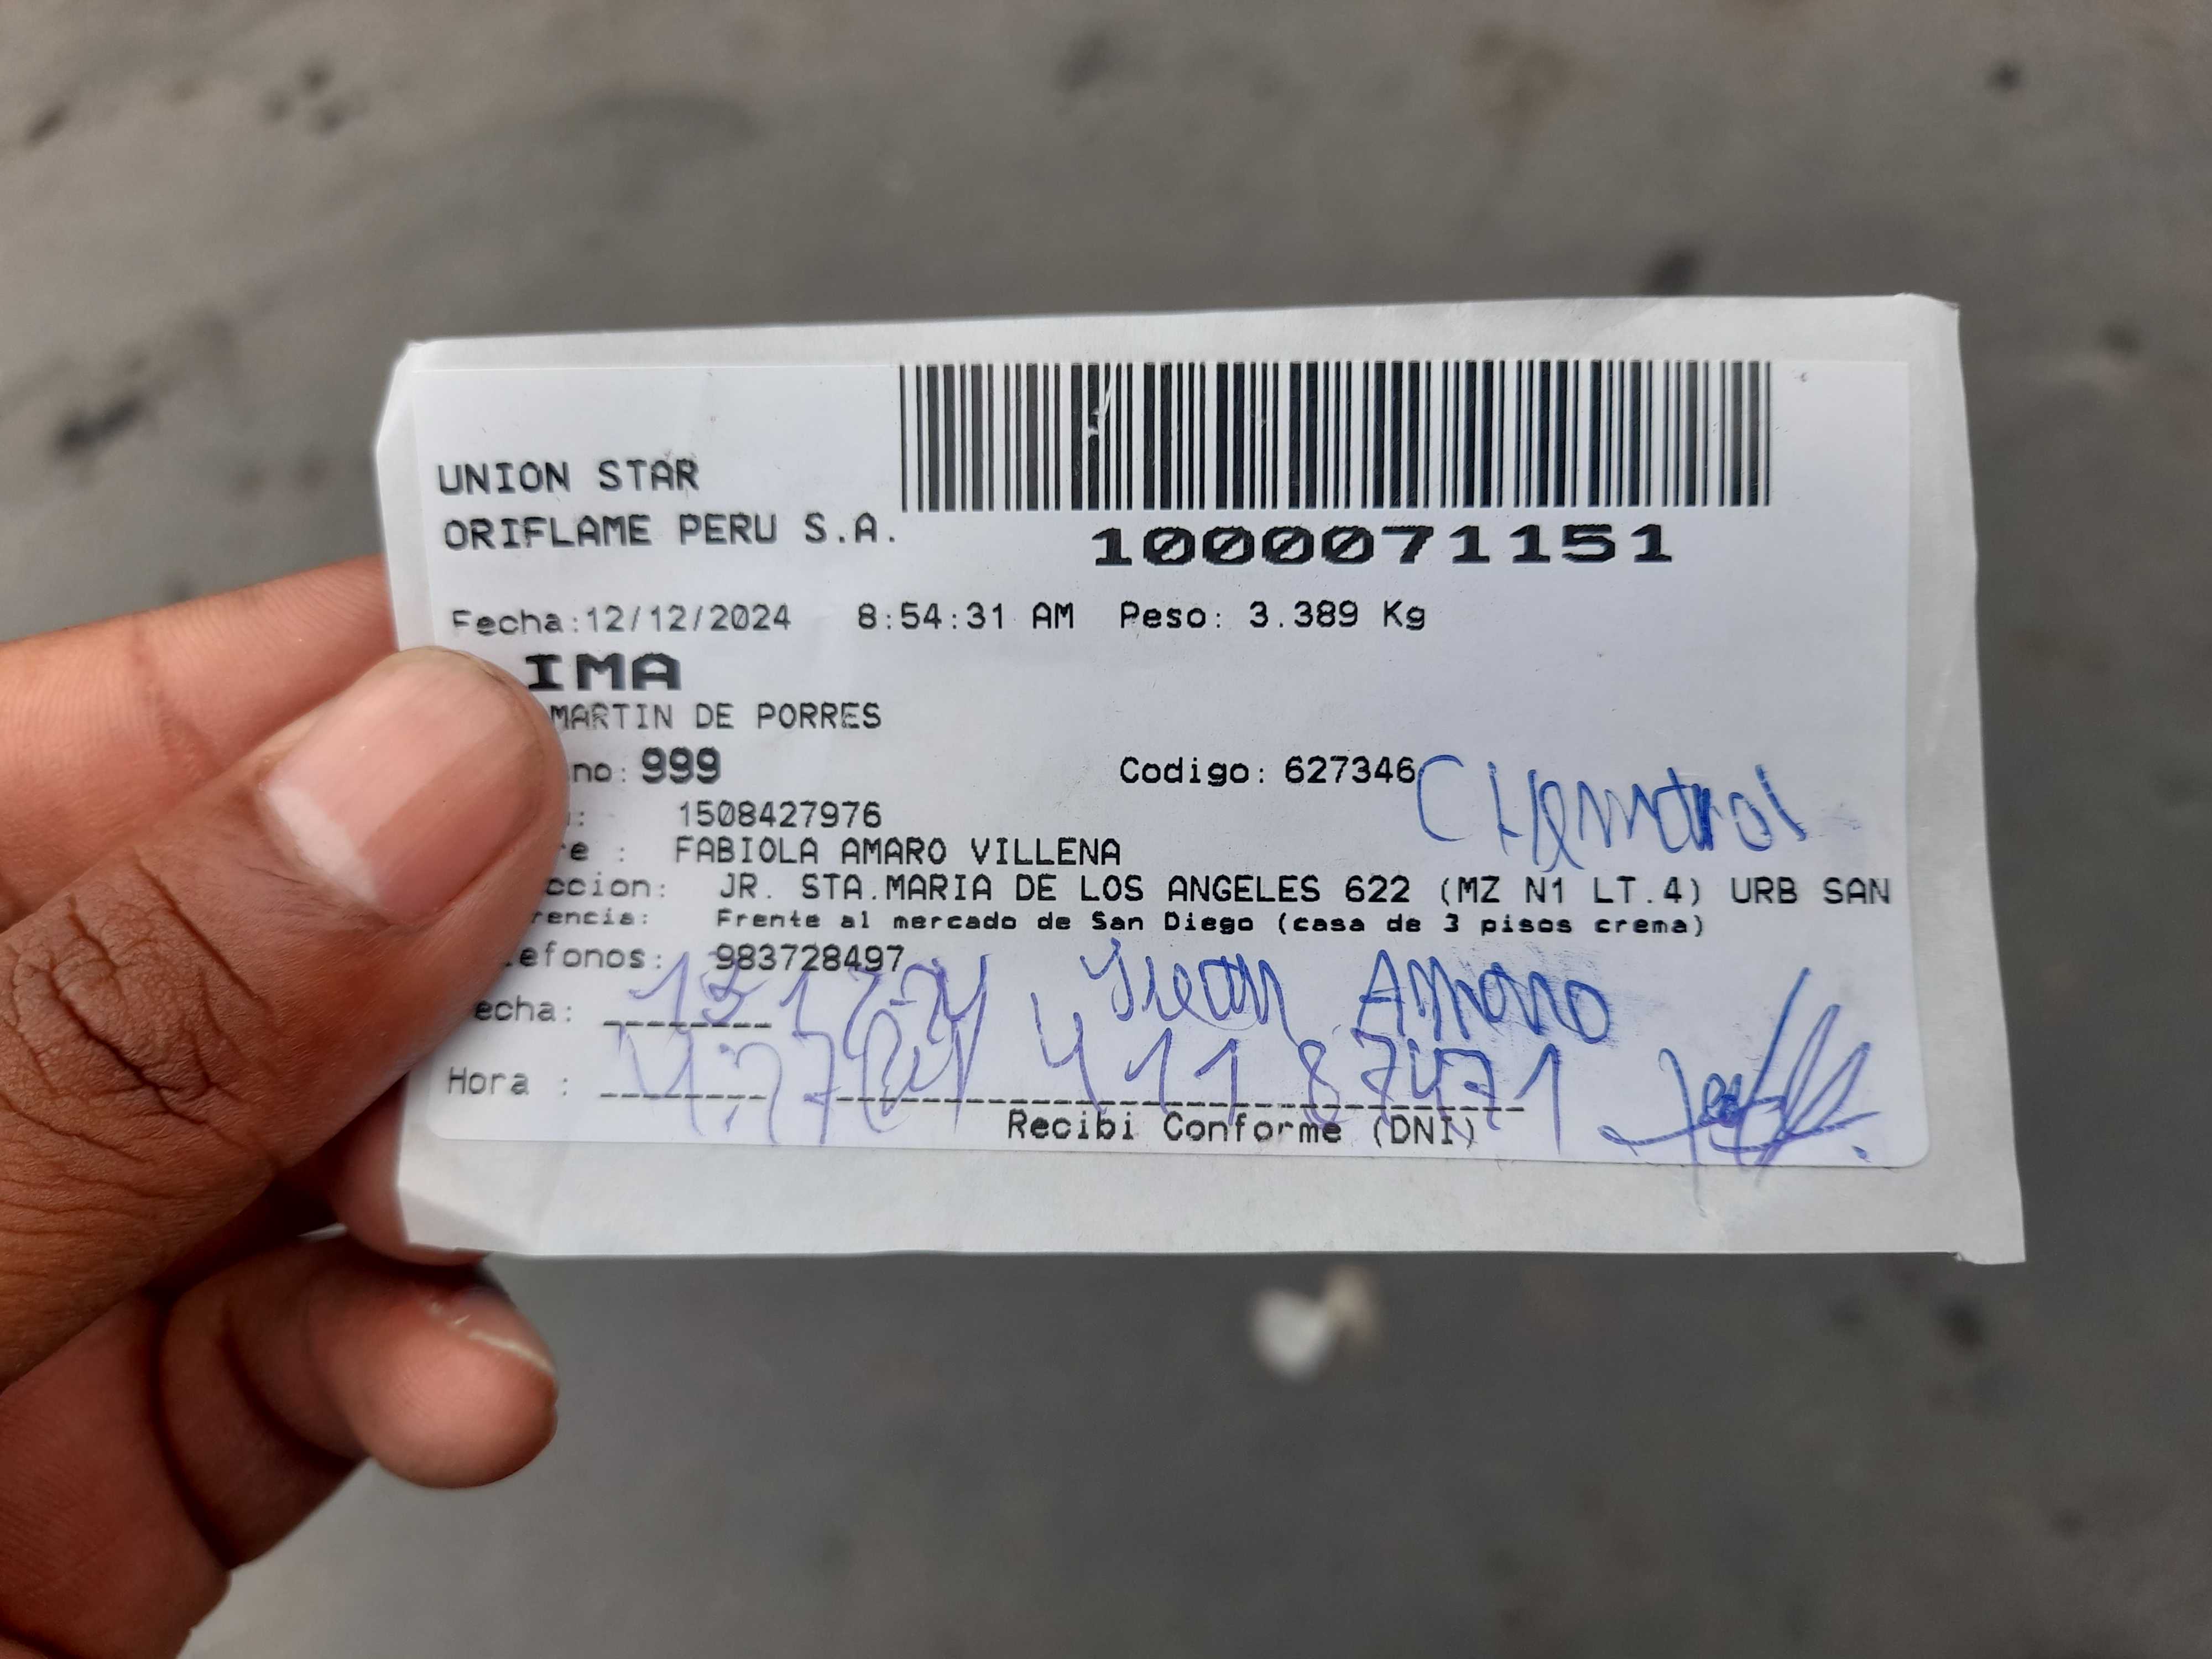 UNION STAR
ORIFLAME PERU S.A.
1000071151
Fecha:12/12/2024 8:54:31 AM Peso: 3.389 Kg
IMA
MARTIN DE PORRES
no: 999 Codigo: 627346
: 1508427976
re : FABIOLA AMARO VILLENA
ccion: JR. STA.MARIA DE LOS ANGELES 622 (MZ N1 LT.4) URB SAN
rencia: Frente al mercado de San Diego (casa de 3 pisos crema)
efonos: 983728497
echa: Amaro
Hora :
Recibi Conforme (DNI)